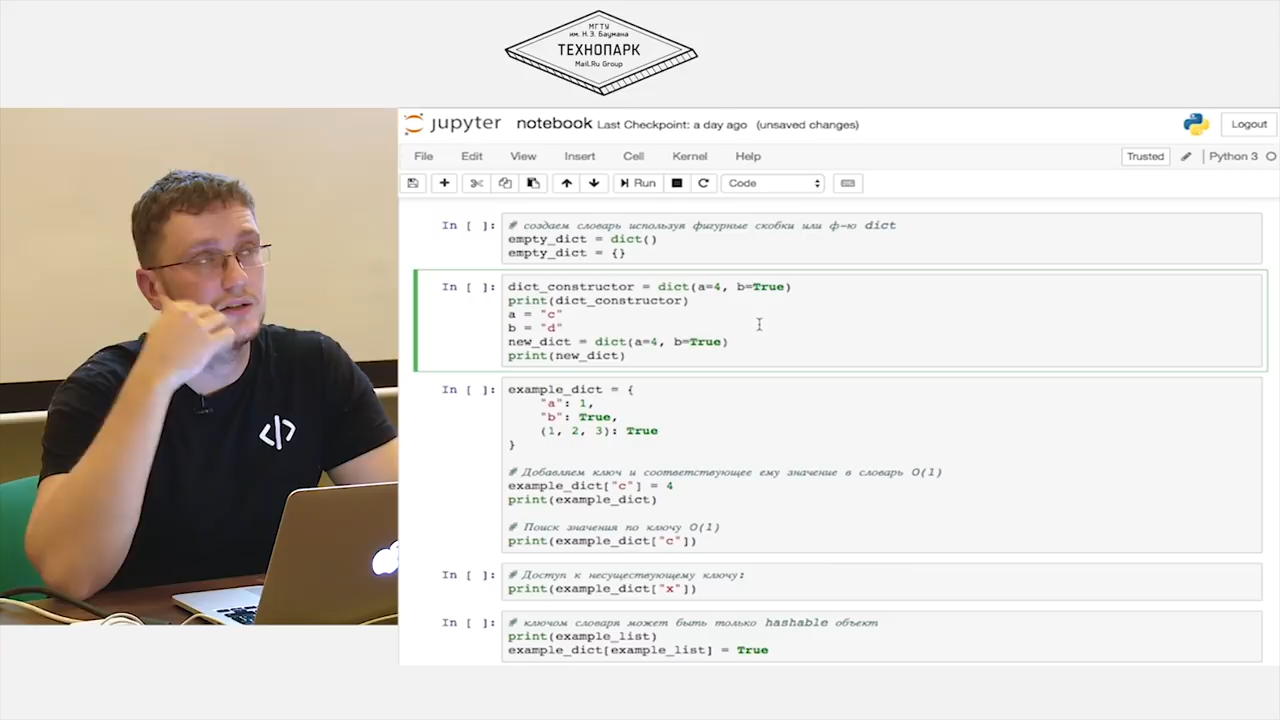 МГТУ
им. Н.Э. Баумана
ТЕХНОПАРК
Mail.Ru Group
jupyter notebook Last Checkpoint: a day ago (unsaved changes)
Logout
File Edit View Insert Cell Kernel Help
Trusted Python 3
Run Code
In [ ]: # создаем словарь используя фигурные скобки или ф-ю dict
empty_dict = dict()
empty_dict = {}
In [ ]: dict_constructor = dict(a=4, b=True)
print(dict_constructor)
a = "c"
b = "d"
new_dict = dict(a=4, b=True)
print(new_dict)
In [ ]: example_dict = {
"a": 1,
"b": True,
(1, 2, 3): True
}
# Добавляем ключ и соответствующее ему значение в словарь O(1)
example_dict["c"] = 4
print(example_dict)
# Поиск значения по ключу O(1)
print(example_dict["c"])
In [ ]: # Доступ к несуществующему ключу:
print(example_dict["x"])
In [ ]: # ключом словаря может быть только hashable объект
print(example_list)
example_dict[example_list] = True